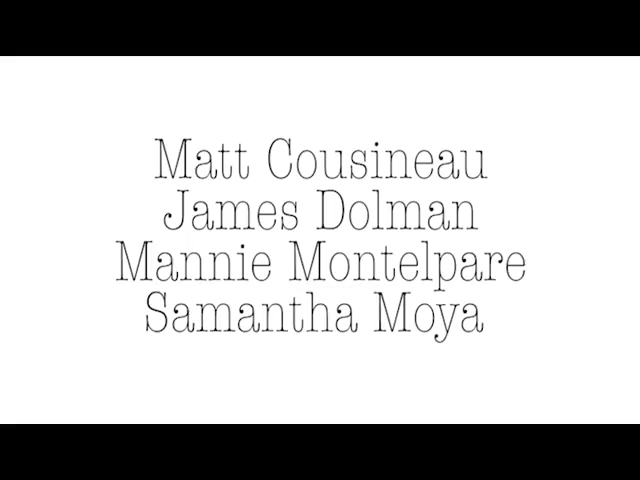 Matt Cousineau
James Dolman
Mannie Montelpare
Samantha Moya